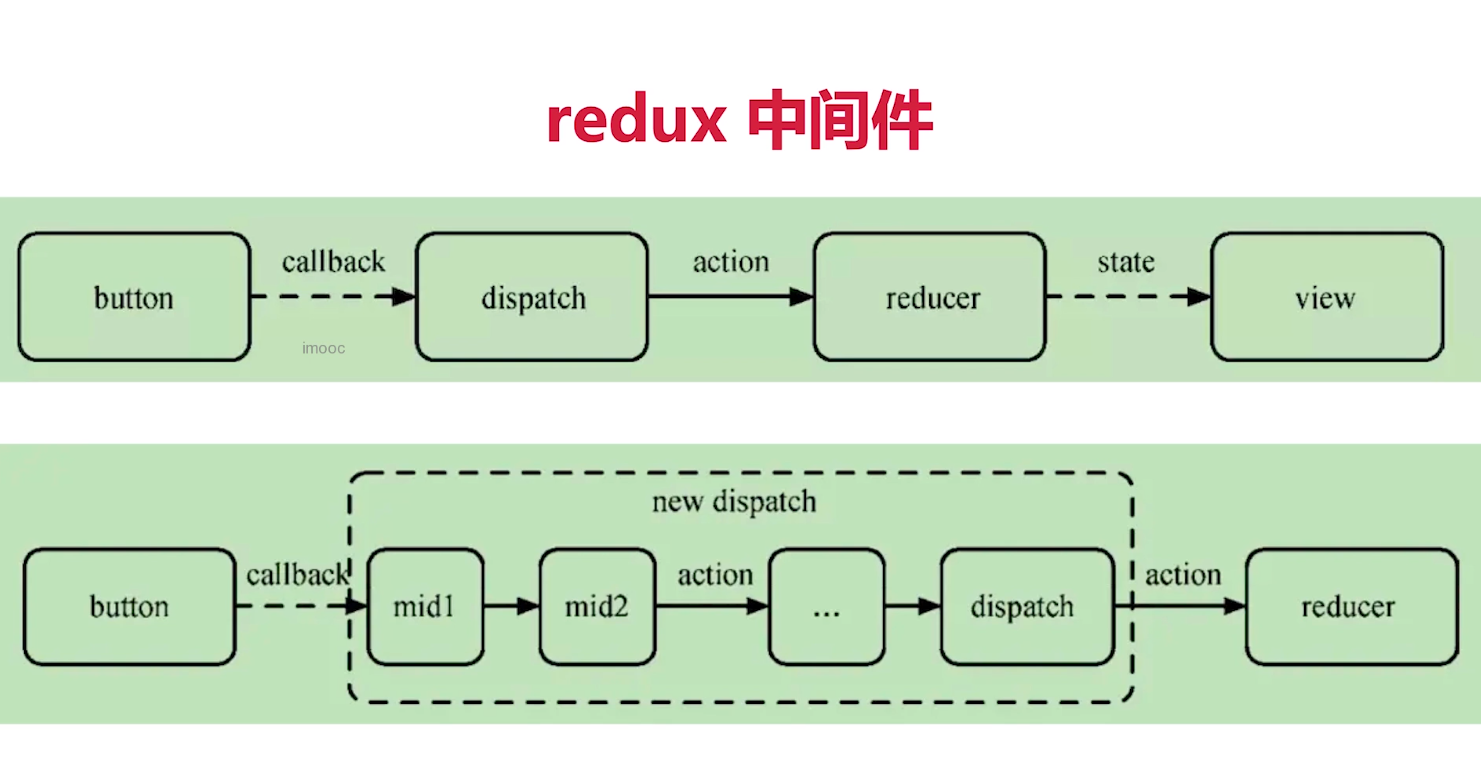 redux 中间件
callback
action
state
button
dispatch
reducer
view
imooc
new dispatch
callback
action
action
button
mid1
mid2
...
dispatch
reducer